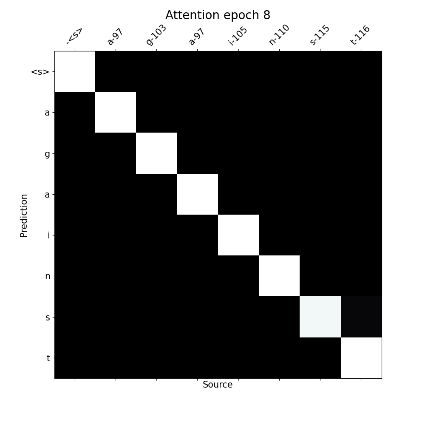 Attention epoch 8
-<s> a-97 g-103 a-97 i-105 n-110 s-115 t-116
<s>
a
g
a
i
n
s
t
Prediction
Source